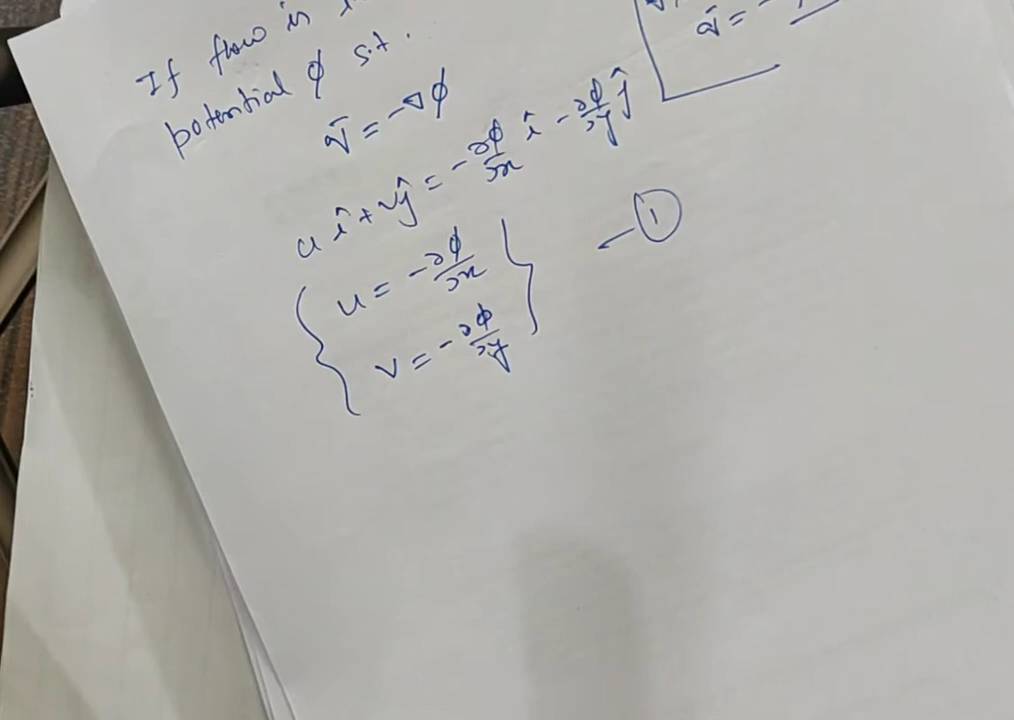 If flow is
potential ϕ s.t.
q̄ = -∇ϕ
u î + v ĵ = -∂ϕ/∂x î - ∂ϕ/∂y ĵ
u = -∂ϕ/∂x
v = -∂ϕ/∂y
— ①
q̄ = -